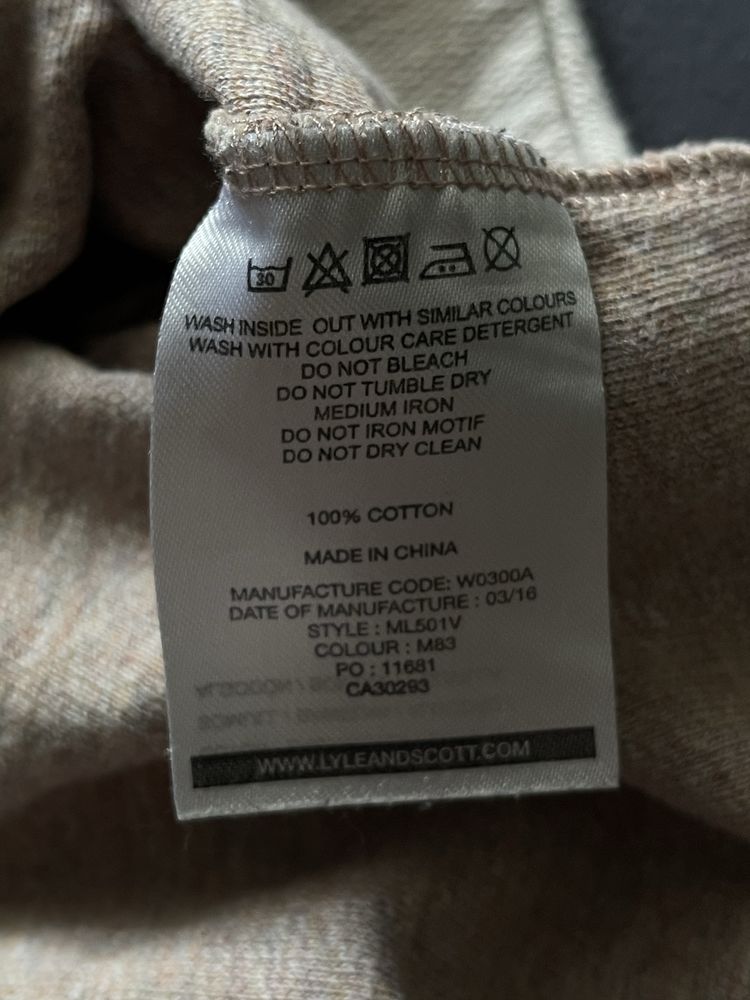 30
WASH INSIDE OUT WITH SIMILAR COLOURS
WASH WITH COLOUR CARE DETERGENT
DO NOT BLEACH
DO NOT TUMBLE DRY
MEDIUM IRON
DO NOT IRON MOTIF
DO NOT DRY CLEAN
100% COTTON
MADE IN CHINA
MANUFACTURE CODE: W0300A
DATE OF MANUFACTURE : 03/16
STYLE : ML501V
COLOUR : M83
PO : 11681
CA30293
WWW.LYLEANDSCOTT.COM